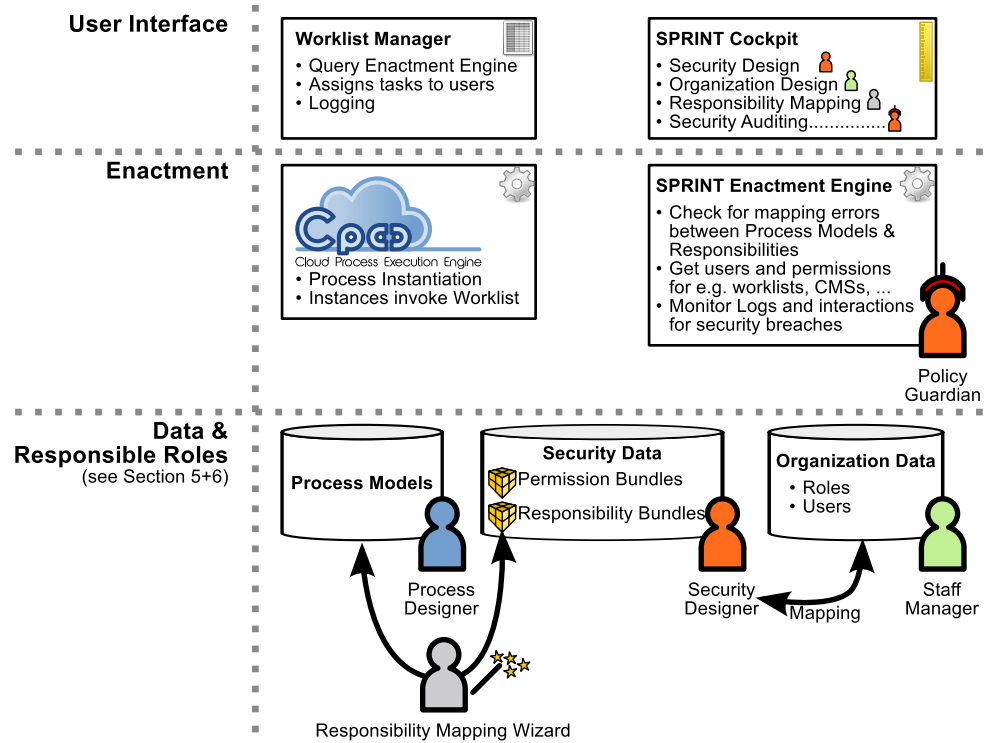 User Interface
Worklist Manager
• Query Enactment Engine
• Assigns tasks to users
• Logging
SPRINT Cockpit
• Security Design
• Organization Design
• Responsibility Mapping
• Security Auditing...............
Enactment
Cpee
Cloud Process Execution Engine
• Process Instantiation
• Instances invoke Worklist
SPRINT Enactment Engine
• Check for mapping errors
between Process Models &
Responsibilities
• Get users and permissions
for e.g. worklists, CMSs, ...
• Monitor Logs and interactions
for security breaches
Policy
Guardian
Data &
Responsible Roles
(see Section 5+6)
Process Models
Process
Designer
Security Data
Permission Bundles
Responsibility Bundles
Security
Designer
Organization Data
• Roles
• Users
Staff
Manager
Mapping
Responsibility Mapping Wizard